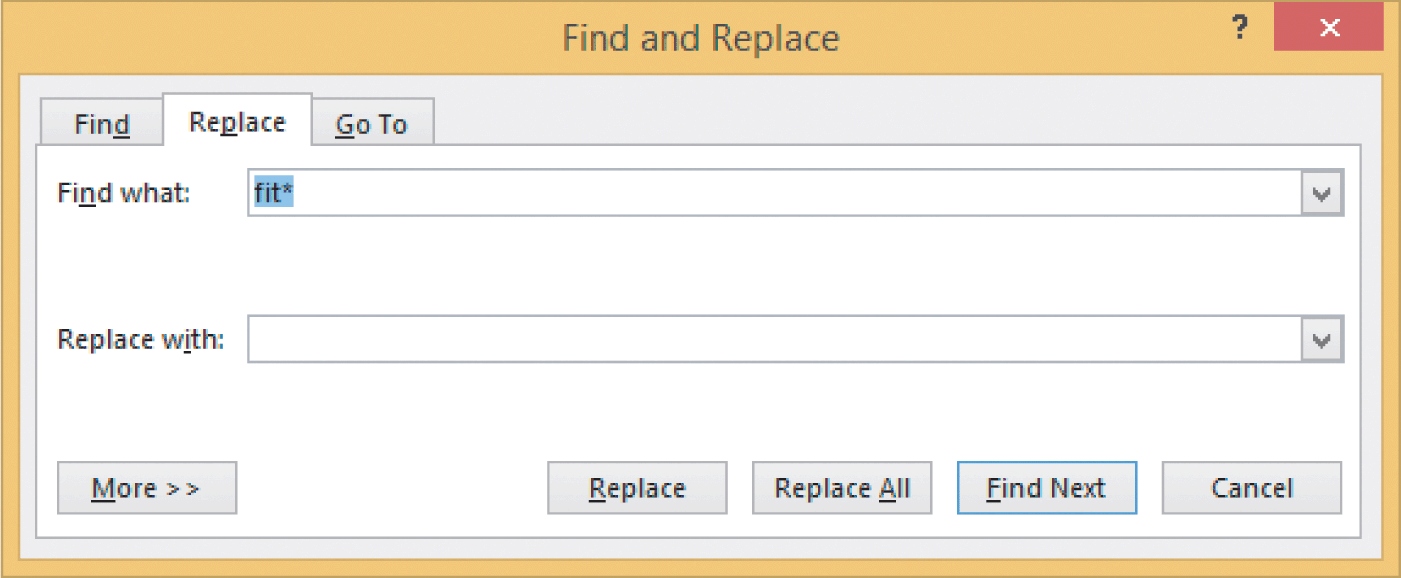 Find and Replace ?
Find Replace Go To
Find what: fit*
Replace with:
More >> Replace Replace All Find Next Cancel